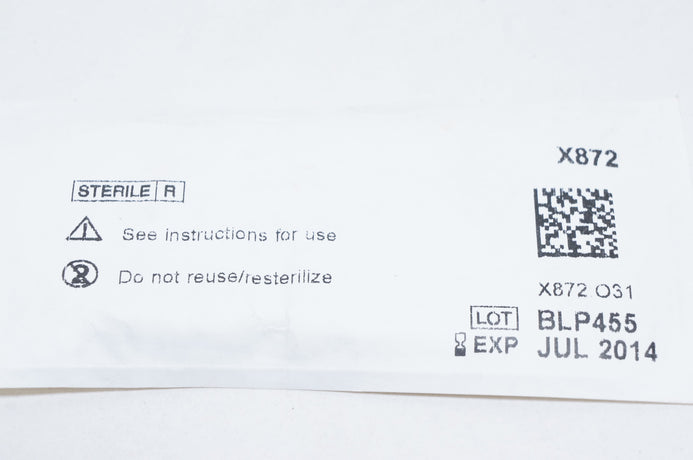 X872
STERILE R
See instructions for use
Do not reuse/resterilize
X872 O31
LOT BLP455
EXP JUL 2014